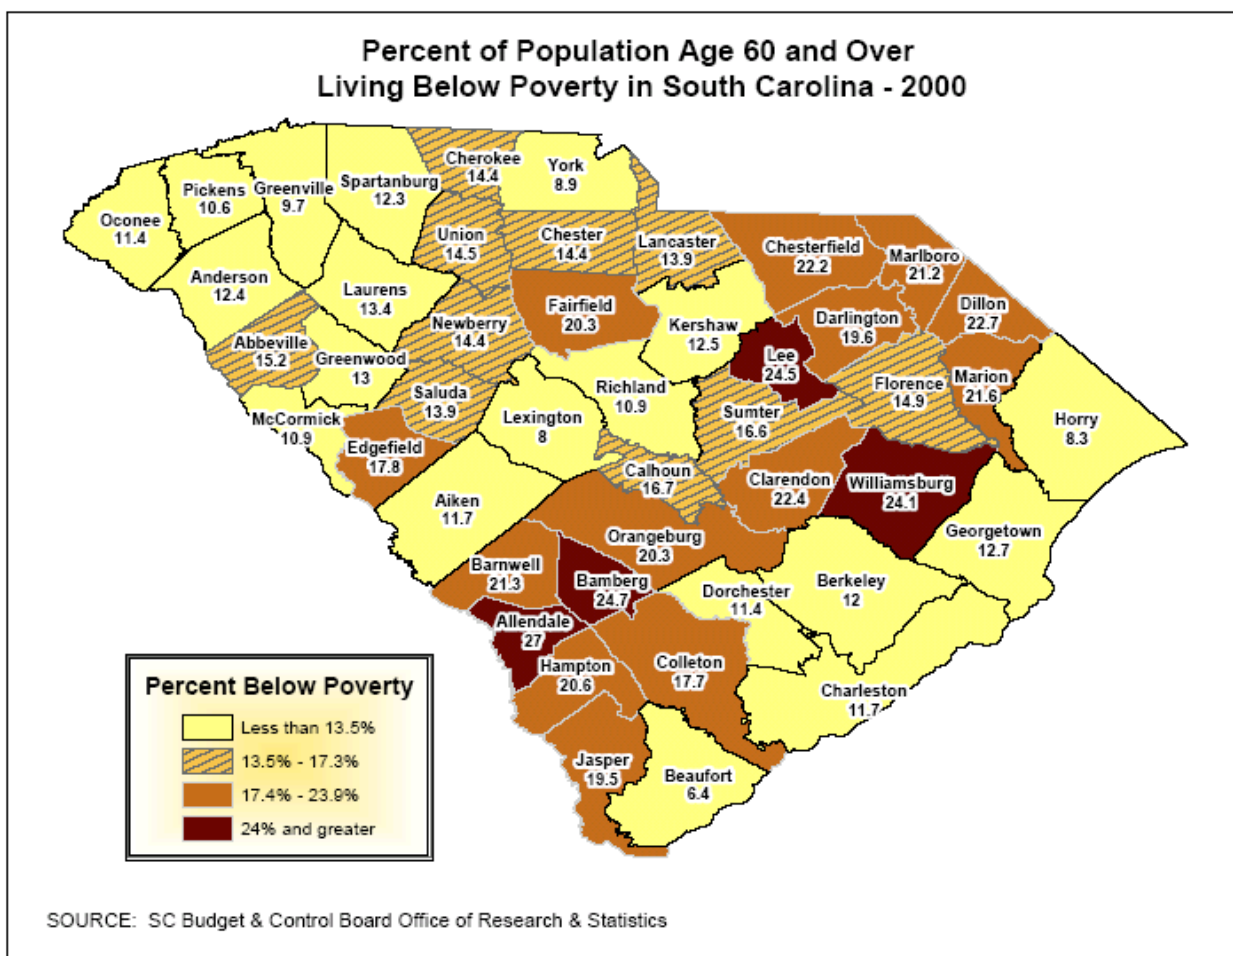 Percent of Population Age 60 and Over
Living Below Poverty in South Carolina - 2000
Cherokee
14.4
York
8.9
Pickens
10.6
Greenville
9.7
Spartanburg
12.3
Oconee
11.4
Union
14.5
Chester
14.4
Lancaster
13.9
Chesterfield
22.2
Marlboro
21.2
Anderson
12.4
Laurens
13.4
Fairfield
20.3
Dillon
22.7
Newberry
14.4
Kershaw
12.5
Darlington
19.6
Abbeville
15.2
Greenwood
13
Lee
24.5
Saluda
13.9
Richland
10.9
Florence
14.9
Marion
21.6
McCormick
10.9
Lexington
8
Sumter
16.6
Horry
8.3
Edgefield
17.8
Calhoun
16.7
Clarendon
22.4
Williamsburg
24.1
Aiken
11.7
Orangeburg
20.3
Georgetown
12.7
Barnwell
21.3
Bamberg
24.7
Dorchester
11.4
Berkeley
12
Allendale
27
Hampton
20.6
Colleton
17.7
Charleston
11.7
Jasper
19.5
Beaufort
6.4
Percent Below Poverty
Less than 13.5%
13.5% - 17.3%
17.4% - 23.9%
24% and greater
SOURCE: SC Budget & Control Board Office of Research & Statistics